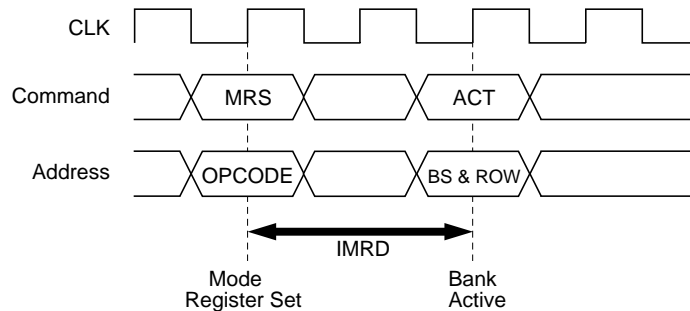 CLK
Command
MRS
ACT
Address
OPCODE
BS & ROW
IMRD
Mode
Register Set
Bank
Active